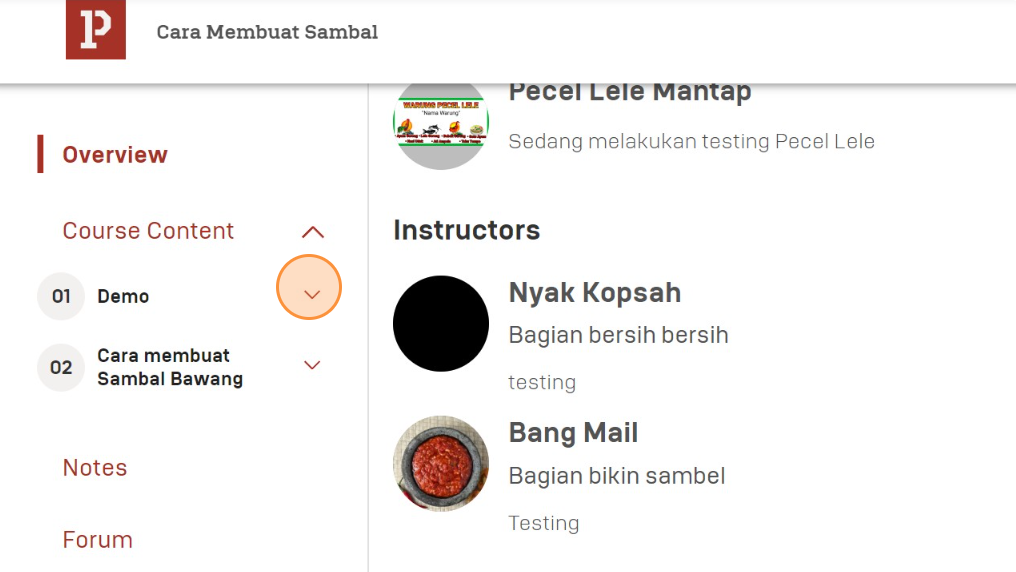 P
Cara Membuat Sambal
Overview
Course Content
01 Demo
02 Cara membuat
Sambal Bawang
Notes
Forum
Pecel Lele Mantap
WARUNG PECEL LELE
"Nama Warung"
Sedang melakukan testing Pecel Lele
Instructors
Nyak Kopsah
Bagian bersih bersih
testing
Bang Mail
Bagian bikin sambel
Testing